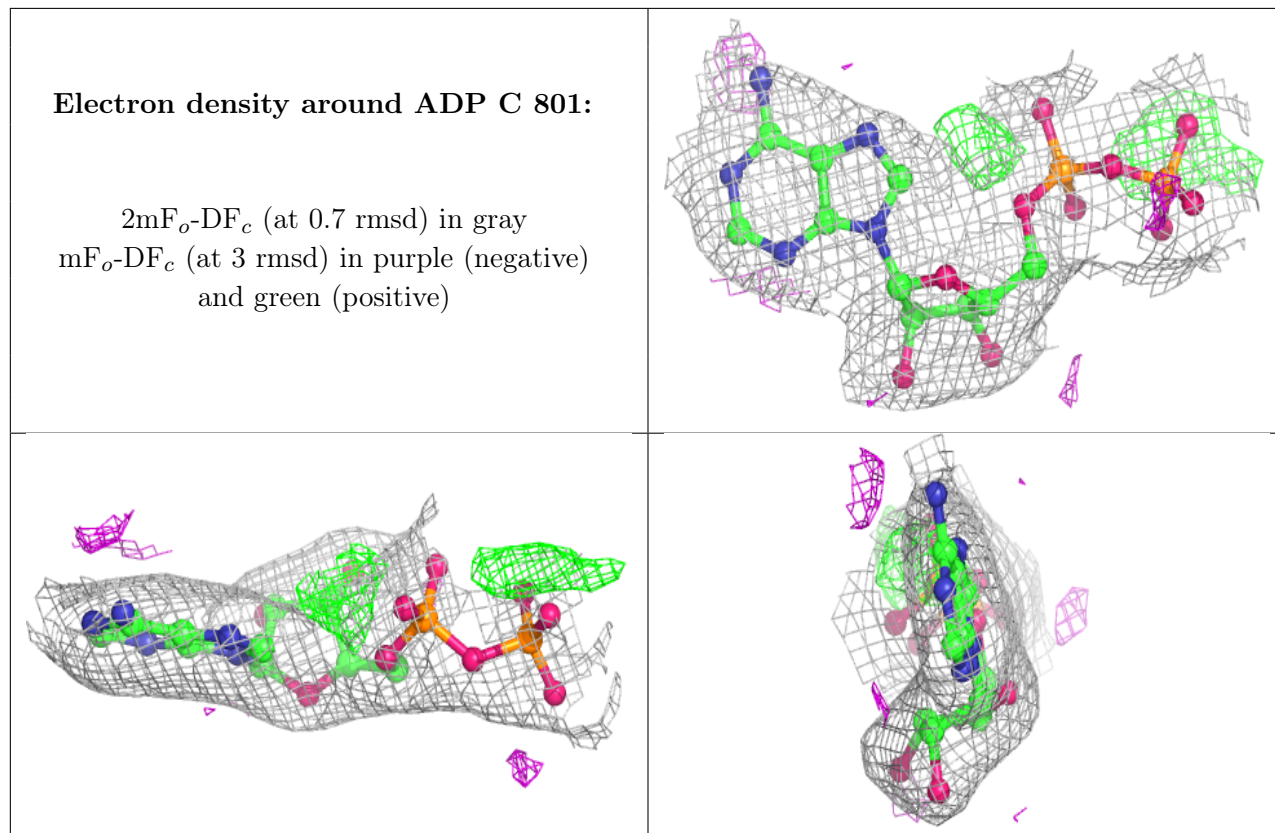 Electron density around ADP C 801:
2mFₒ-DF𝒸 (at 0.7 rmsd) in gray
mFₒ-DF𝒸 (at 3 rmsd) in purple (negative)
and green (positive)